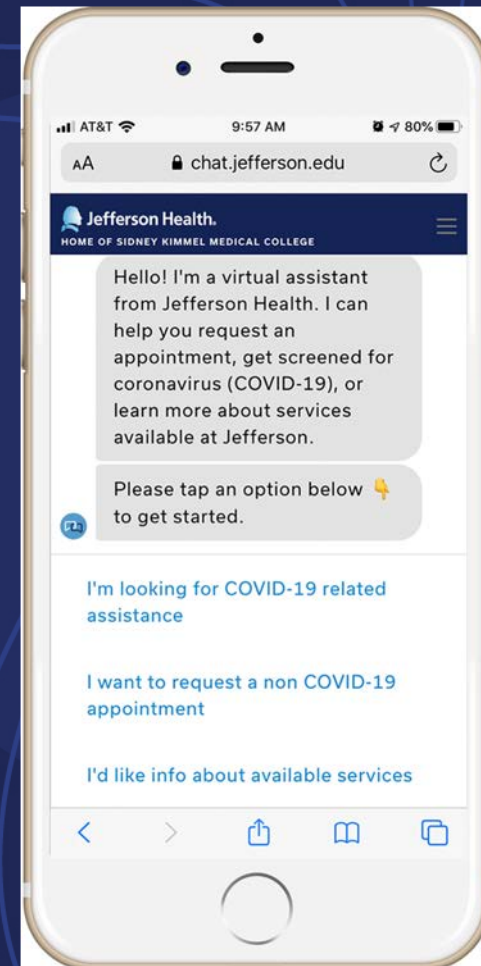 AT&T 9:57 AM 80%
AA chat.jefferson.edu
Jefferson Health.
HOME OF SIDNEY KIMMEL MEDICAL COLLEGE
Hello! I'm a virtual assistant
from Jefferson Health. I can
help you request an
appointment, get screened for
coronavirus (COVID-19), or
learn more about services
available at Jefferson.
Please tap an option below 👇
to get started.
I'm looking for COVID-19 related
assistance
I want to request a non COVID-19
appointment
I'd like info about available services